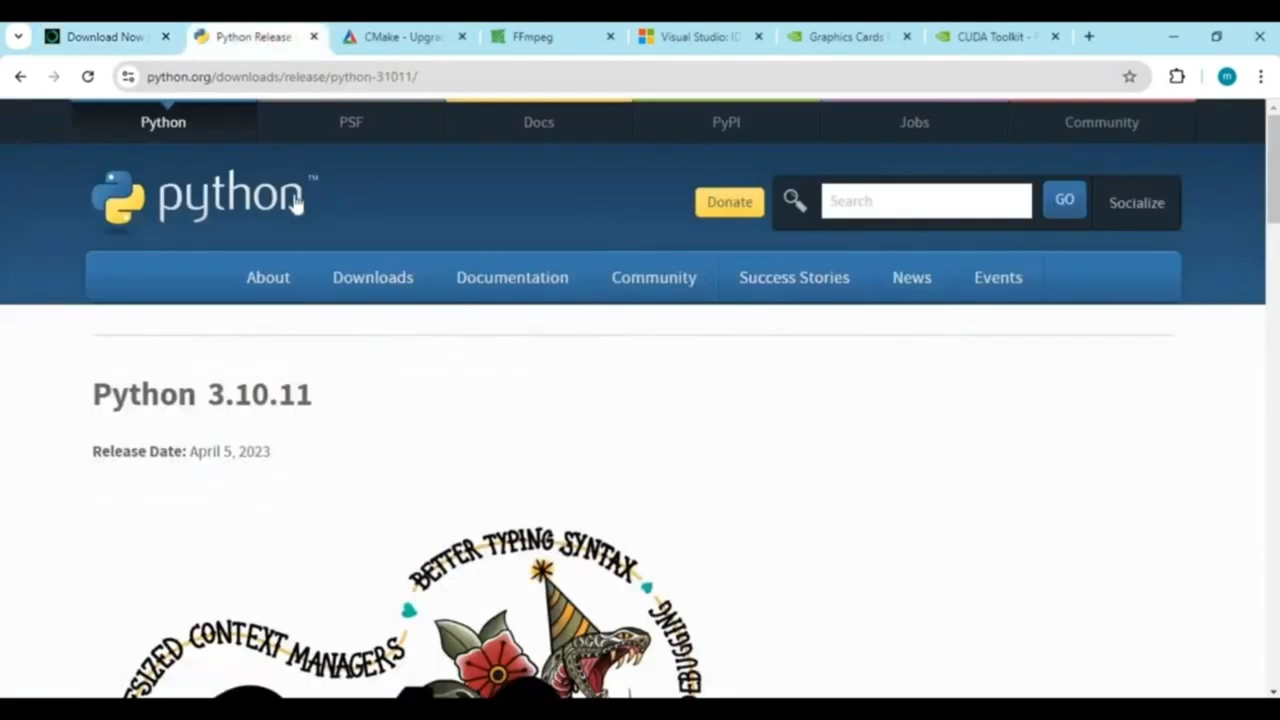 Download Now
Python Release
CMake - Upgra
FFmpeg
Visual Studio: I
Graphics Cards
CUDA Toolkit -
python.org/downloads/release/python-31011/
m
Python
PSF
Docs
PyPI
Jobs
Community
python™
Donate
Search
GO
Socialize
About
Downloads
Documentation
Community
Success Stories
News
Events
Python 3.10.11
Release Date: April 5, 2023
BETTER TYPING SYNTAX
CONTEXT MANAGERS